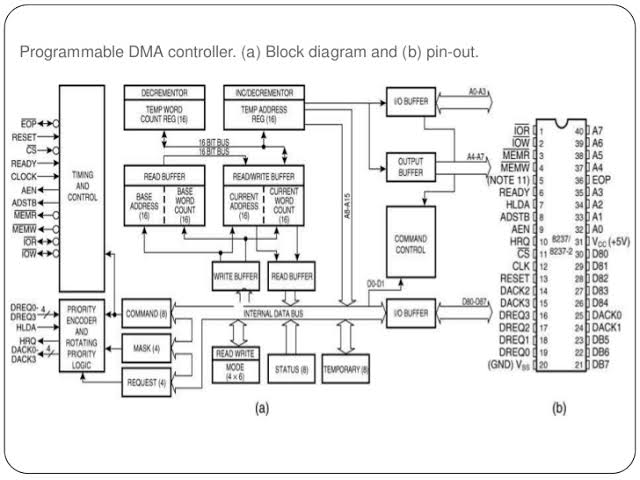 Programmable DMA controller. (a) Block diagram and (b) pin-out.
DECREMENTOR
TEMP WORD
COUNT REG (16)
INC/DECREMENTOR
TEMP ADDRESS
REG (16)
16 BIT BUS
16 BIT BUS
READ BUFFER
BASE
ADDRESS
(16)
BASE
WORD
COUNT
(16)
READ/WRITE BUFFER
CURRENT
ADDRESS
(16)
CURRENT
WORD
COUNT
(16)
WRITE BUFFER
READ BUFFER
EOP
RESET
CS
READY
CLOCK
AEN
ADSTB
MEMR
MEMW
IOR
IOW
TIMING
AND
CONTROL
DREQ0-
DREQ3
4
HLDA
HRQ
DACK0-
DACK3
4
PRIORITY
ENCODER
AND
ROTATING
PRIORITY
LOGIC
COMMAND (8)
MASK (4)
REQUEST (4)
INTERNAL DATA BUS
READ WRITE
MODE
(4 × 6)
STATUS (8)
TEMPORARY (8)
A8-A15
I/O BUFFER
A0-A3
OUTPUT
BUFFER
A4-A7
COMMAND
CONTROL
D0-D1
I/O BUFFER
D80-D87
(a)
IOR 1 40 A7
IOW 2 39 A6
MEMR 3 38 A5
MEMW 4 37 A4
(NOTE 11) 5 36 EOP
READY 6 35 A3
HLDA 7 34 A2
ADSTB 8 33 A1
AEN 9 32 A0
HRQ 10 8237/ 31 VCC (+5V)
CS 11 8237-2 30 D80
CLK 12 29 D81
RESET 13 28 D82
DACK2 14 27 D83
DACK3 15 26 D84
DREQ3 16 25 DACK0
DREQ2 17 24 DACK1
DREQ1 18 23 DB5
DREQ0 19 22 DB6
(GND) VSS 20 21 DB7
(b)